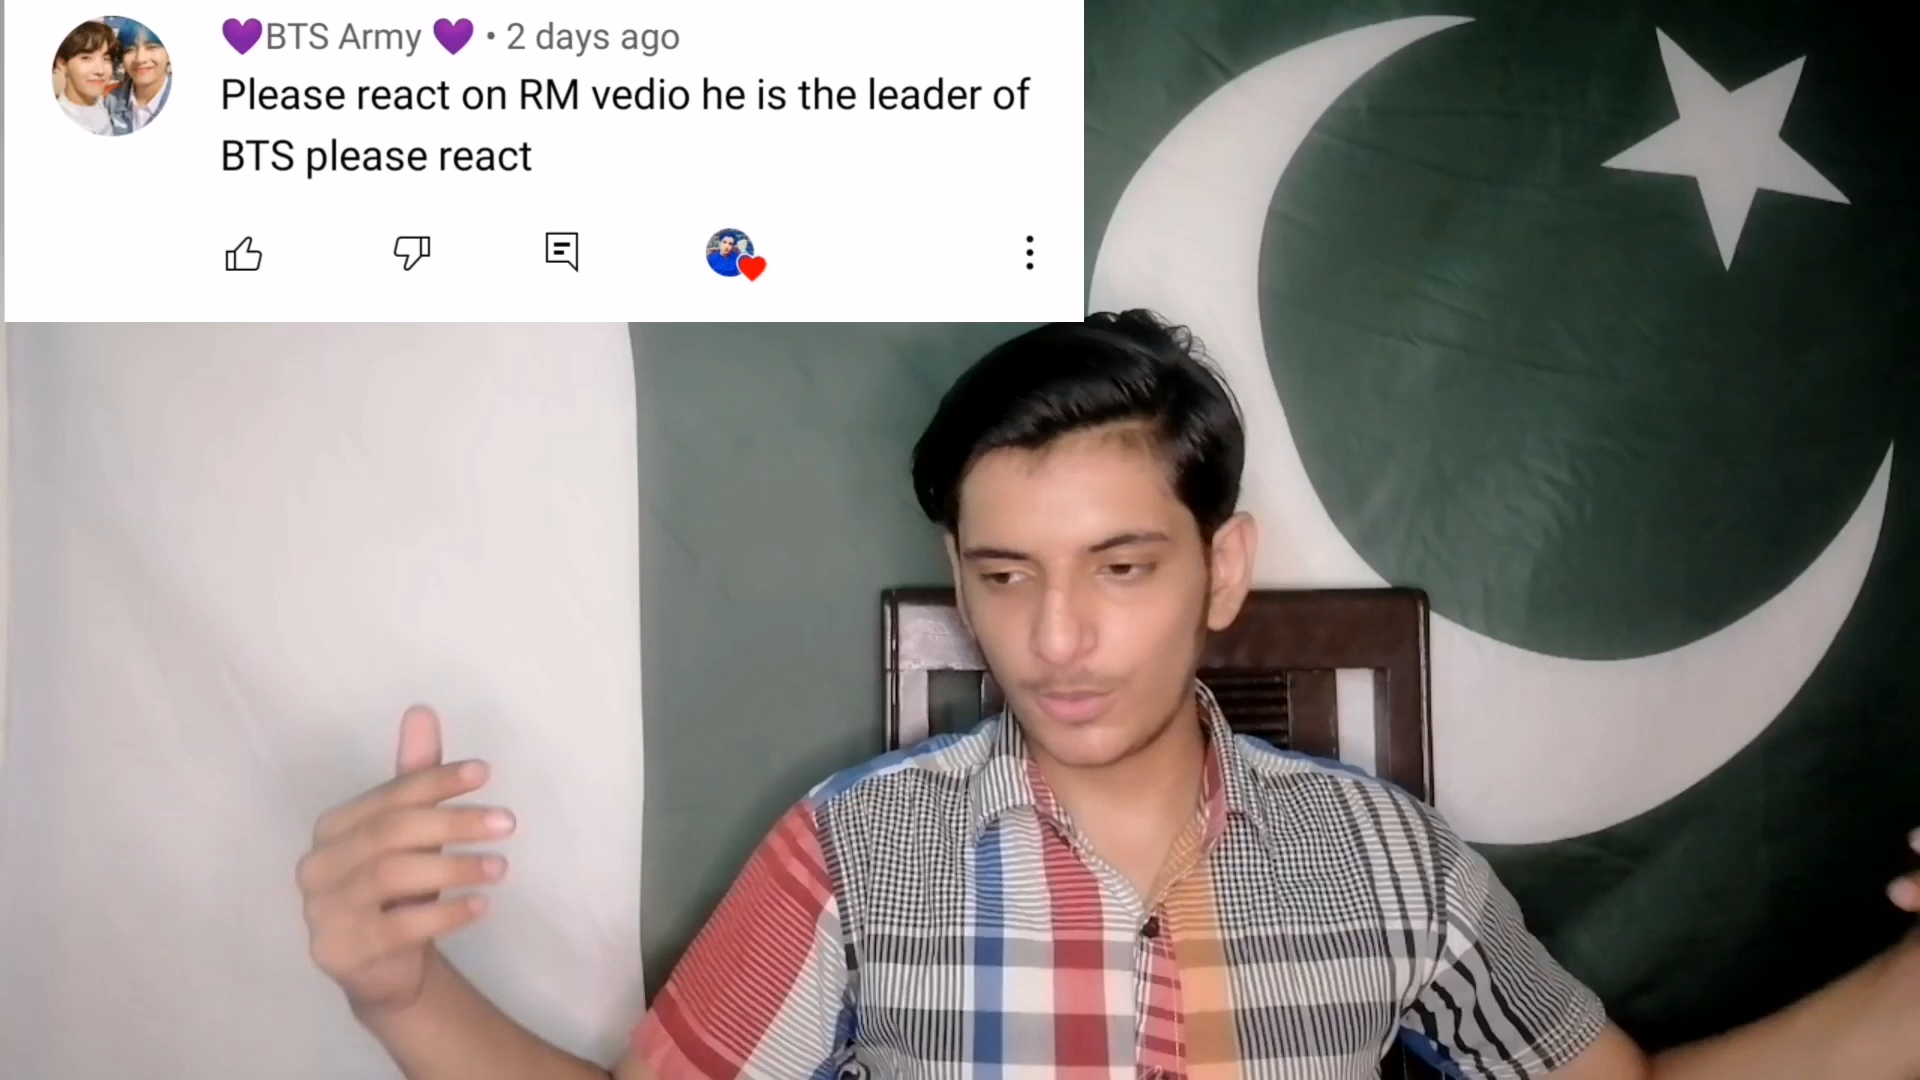 💜BTS Army 💜 • 2 days ago
Please react on RM vedio he is the leader of
BTS please react